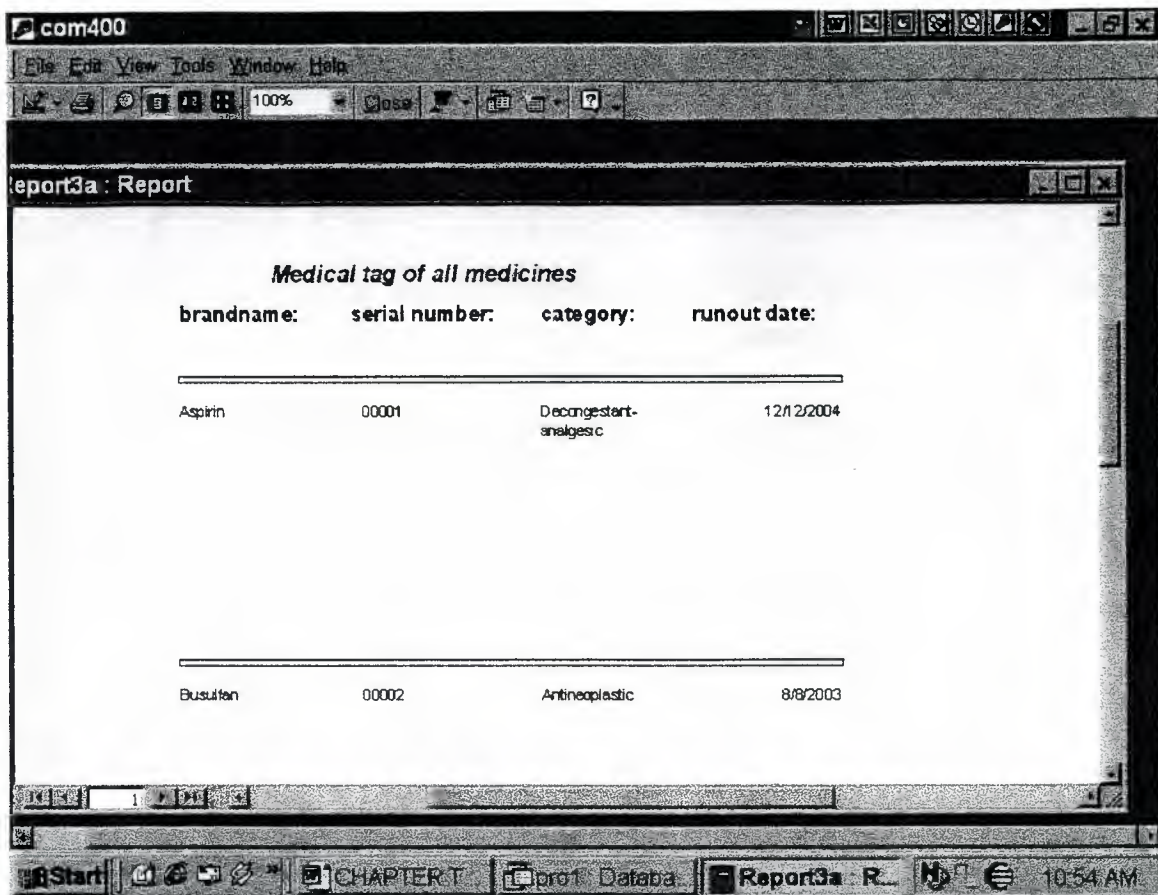 com400
File Edit View Tools Window Help
100% Close
Report3a : Report
Medical tag of all medicines
brandname: serial number: category: runout date:
Aspirin 00001 Decongestant- 12/12/2004
analgesic
Busulfan 00002 Antineoplastic 8/8/2003
1
Start CHAPTER T pro1 : Databa Report3a : R... 10:54 AM